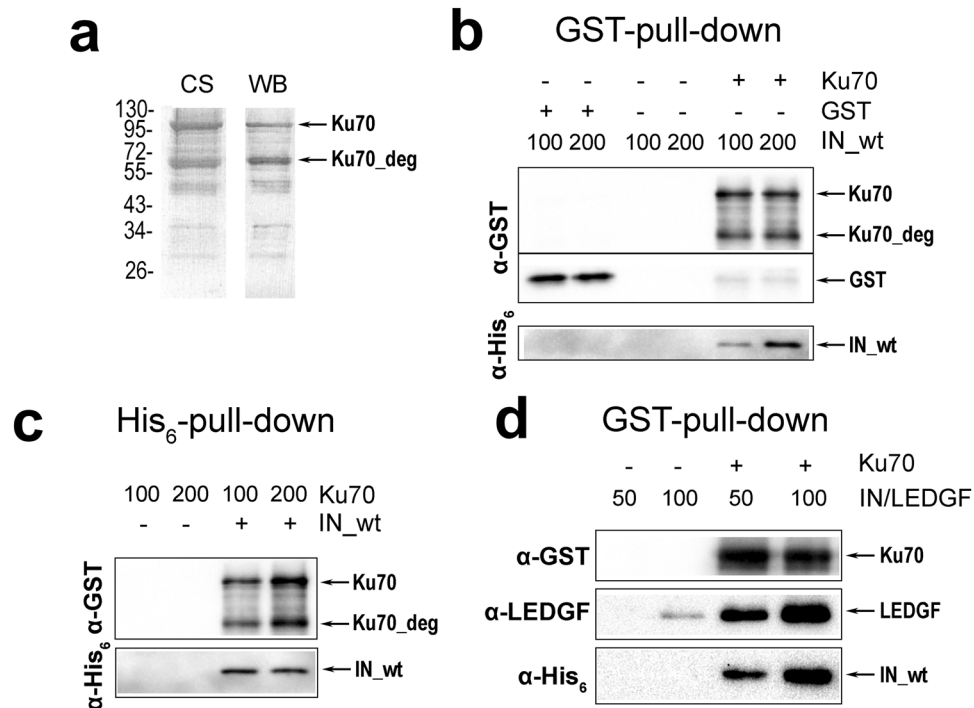 a
CS WB
130-
95-
72-
55-
43-
34-
26-
Ku70
Ku70_deg
b GST-pull-down
- - - - + + Ku70
+ + - - - - GST
100 200 100 200 100 200 IN_wt
α-GST
Ku70
Ku70_deg
GST
α-His6
IN_wt
c His6-pull-down
100 200 100 200 Ku70
- - + + IN_wt
α-GST
Ku70
Ku70_deg
α-His6
IN_wt
d GST-pull-down
- - + + Ku70
50 100 50 100 IN/LEDGF
α-GST Ku70
α-LEDGF LEDGF
α-His6 IN_wt